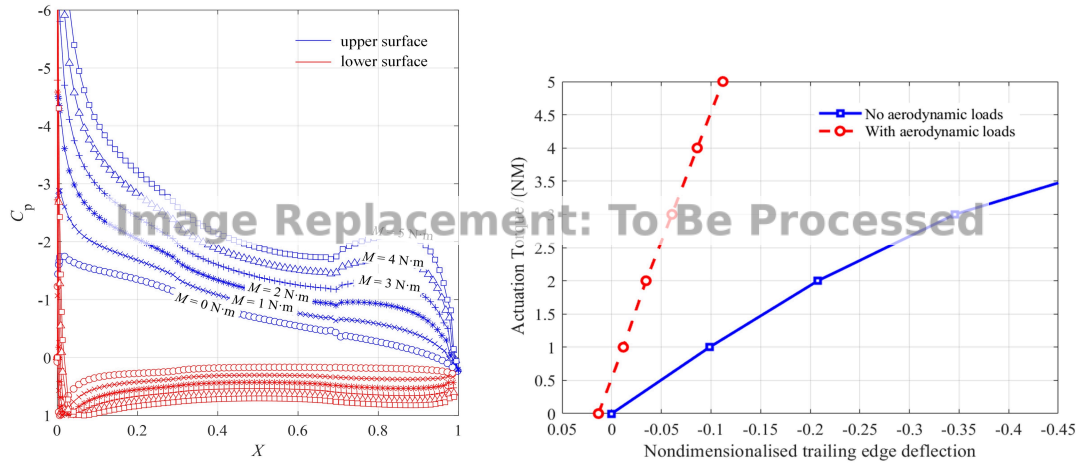 -6
-5
-4
-3
-2
-1
0
1
0
0.2
0.4
0.6
0.8
1
Cp
X
upper surface
lower surface
M = 4 N·m
M = 3 N·m
M = 2 N·m
M = 1 N·m
M = 0 N·m
Image Replacement: To Be Processed
5
4.5
4
3.5
3
2.5
2
1.5
1
0.5
0
0.05
0
-0.05
-0.1
-0.15
-0.2
-0.25
-0.3
-0.35
-0.4
-0.45
Actuation Torque /(NM)
Nondimensionalised trailing edge deflection
No aerodynamic loads
With aerodynamic loads